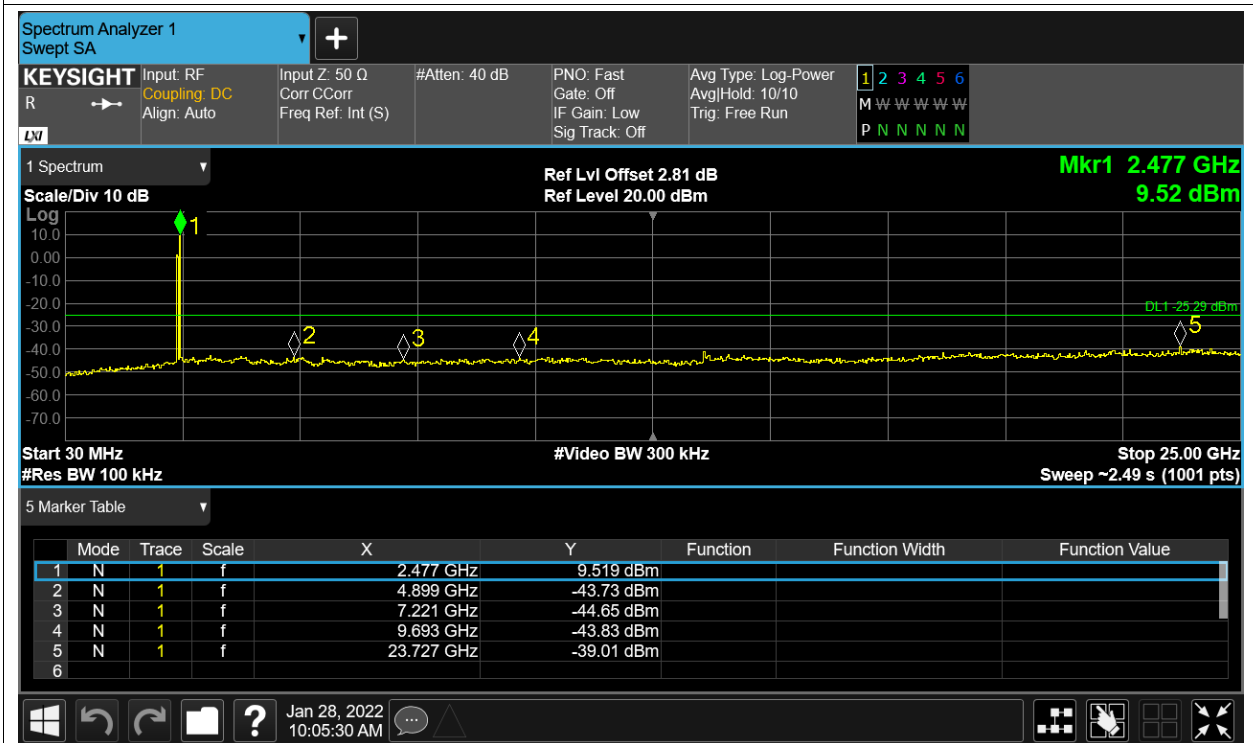 Spectrum Analyzer 1
Swept SA
+
KEYSIGHT Input: RF Input Z: 50 Ω #Atten: 40 dB PNO: Fast Avg Type: Log-Power 1 2 3 4 5 6
R Coupling: DC Corr CCorr Gate: Off Avg|Hold: 10/10 M W W W W W
Align: Auto Freq Ref: Int (S) IF Gain: Low Trig: Free Run
LXI Sig Track: Off P N N N N N
1 Spectrum
Ref Lvl Offset 2.81 dB Mkr1 2.477 GHz
Scale/Div 10 dB Ref Level 20.00 dBm 9.52 dBm
Log
1
10.0
0.00
-10.0
-20.0
DL1 -25.29 dBm
-30.0
2 3 4 5
-40.0
-50.0
-60.0
-70.0
Start 30 MHz #Video BW 300 kHz Stop 25.00 GHz
#Res BW 100 kHz Sweep ~2.49 s (1001 pts)
5 Marker Table
Mode Trace Scale X Y Function Function Width Function Value
1 N 1 f 2.477 GHz 9.519 dBm
2 N 1 f 4.899 GHz -43.73 dBm
3 N 1 f 7.221 GHz -44.65 dBm
4 N 1 f 9.693 GHz -43.83 dBm
5 N 1 f 23.727 GHz -39.01 dBm
6
? Jan 28, 2022
10:05:30 AM